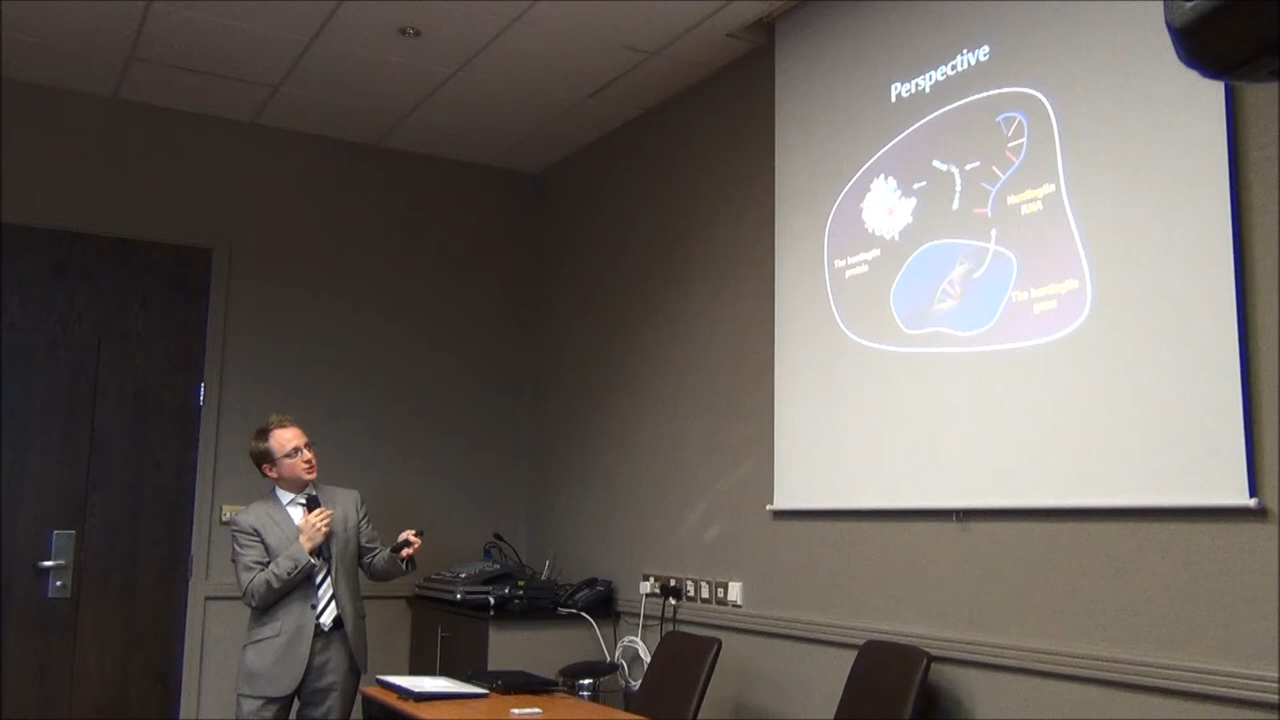 Perspective
Huntingtin
RNA
The huntingtin
protein
The huntingtin
gene